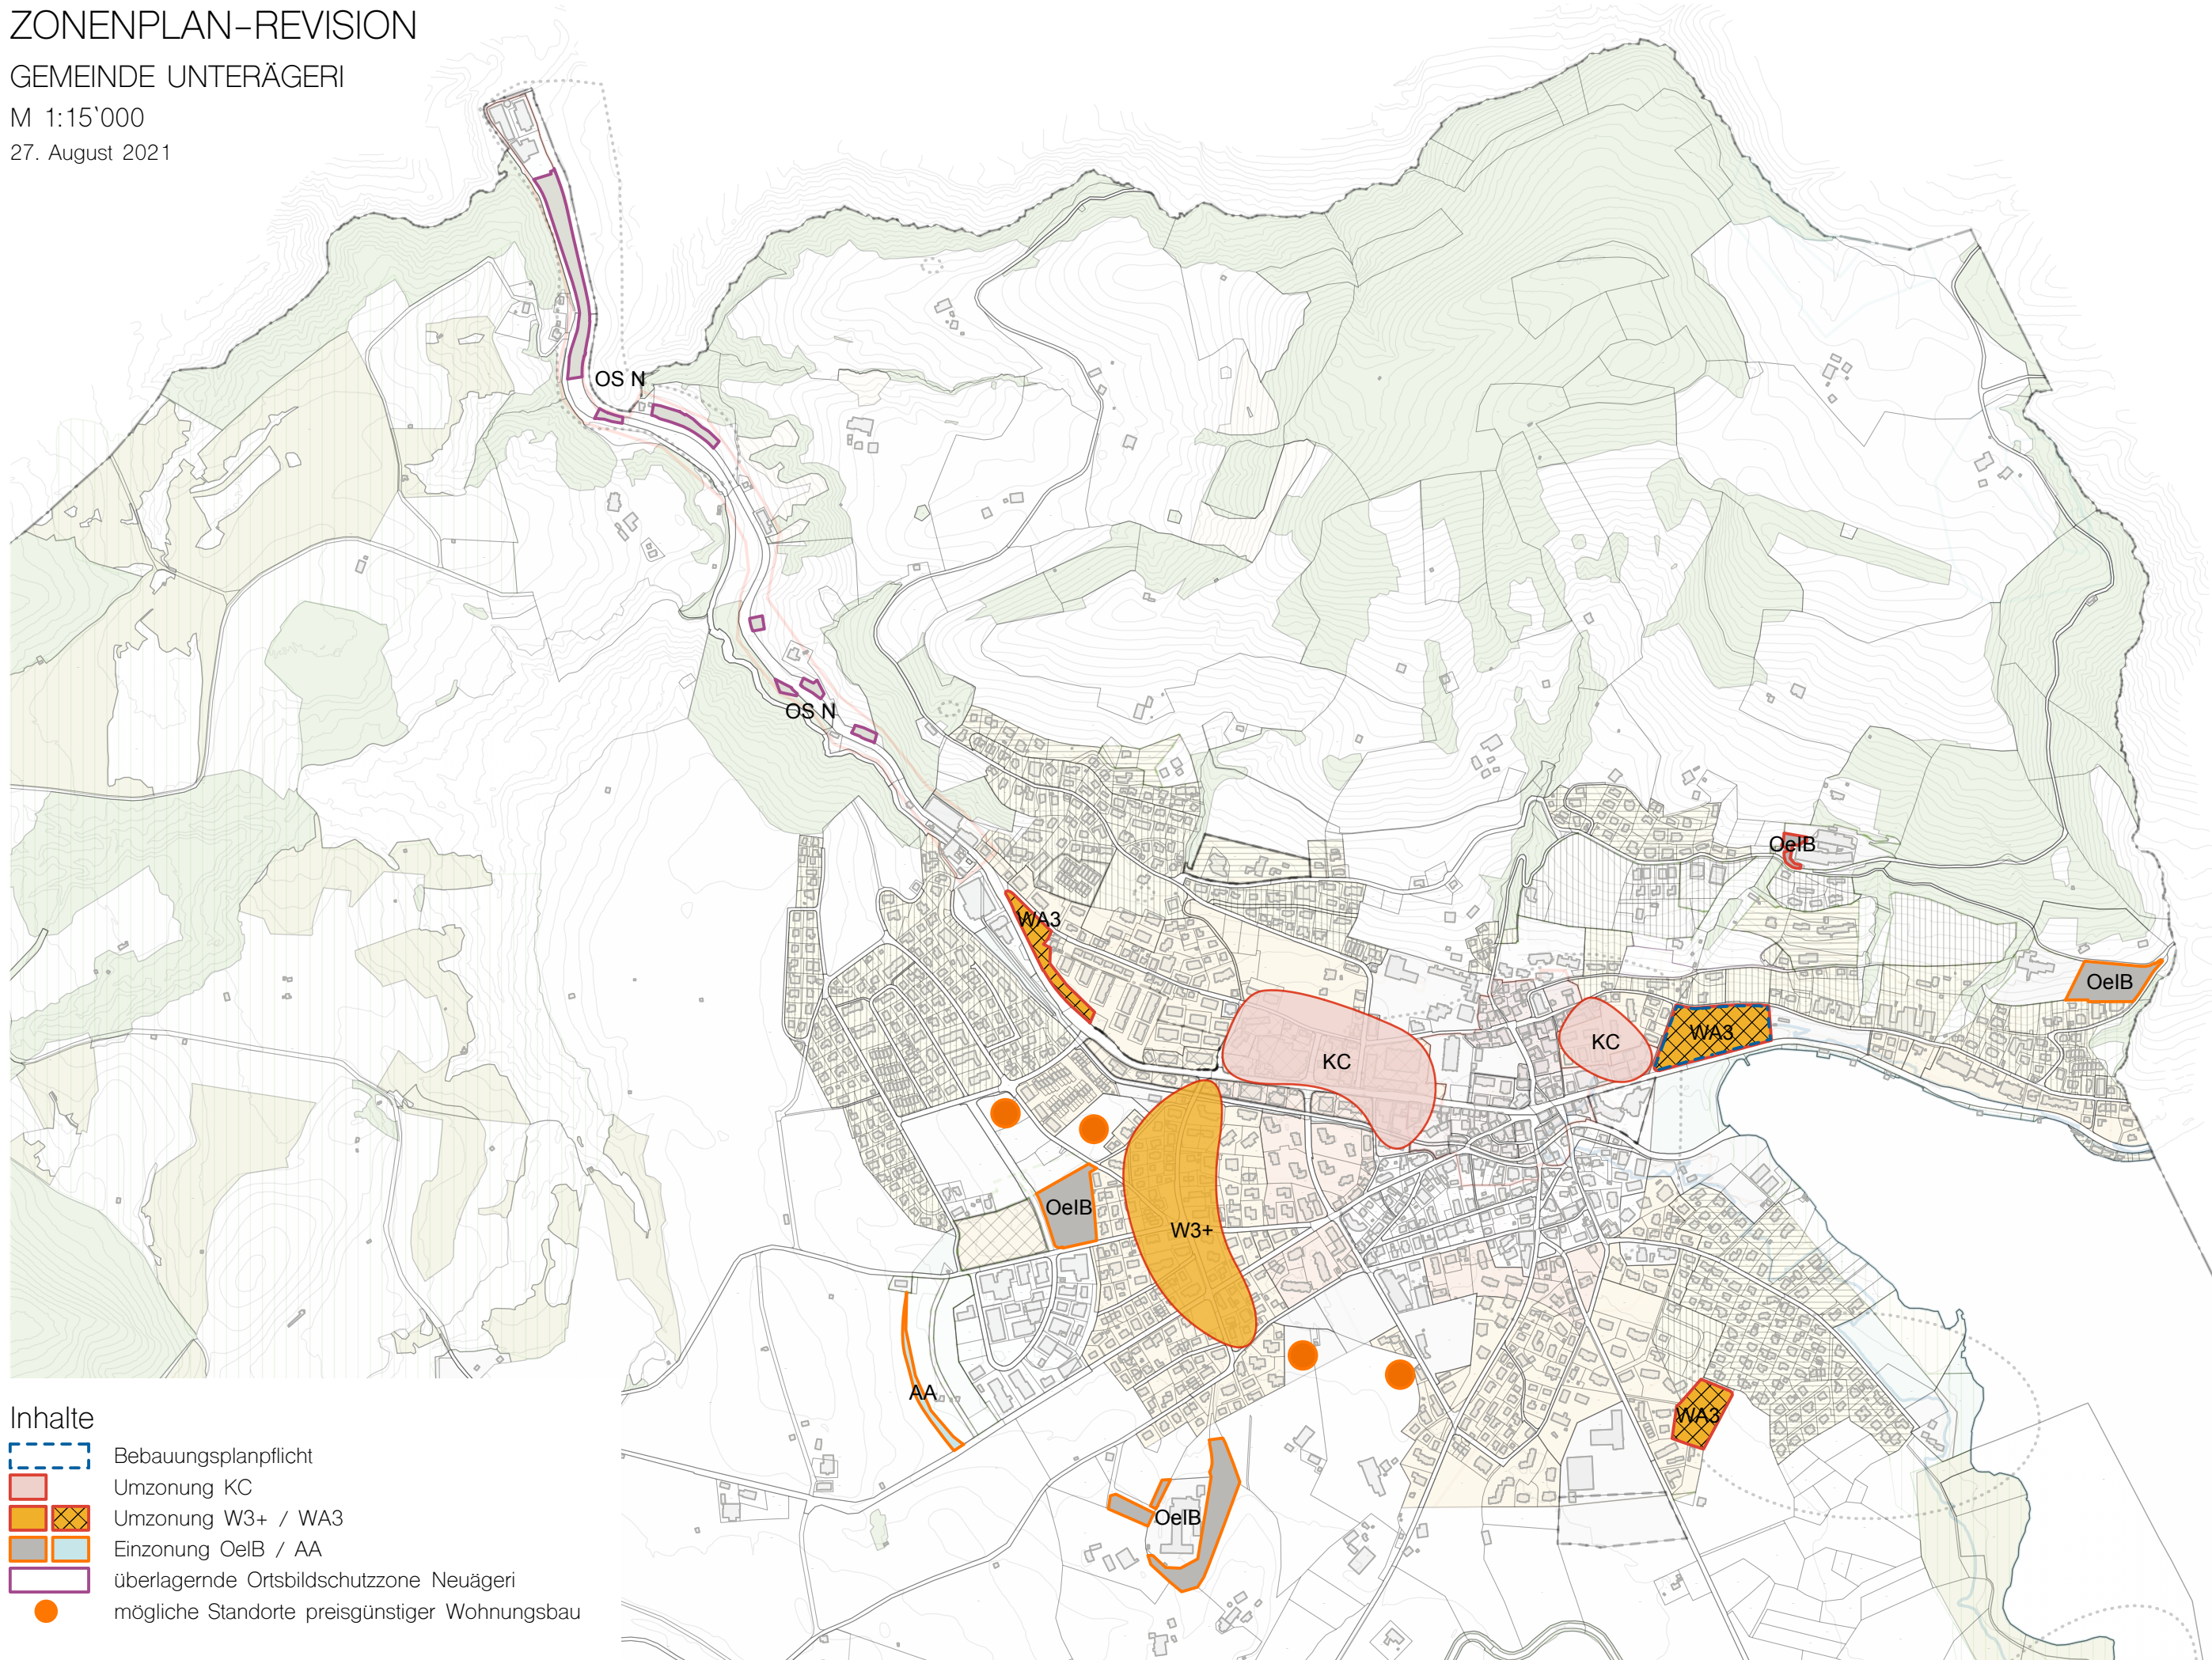 ZONENPLAN-REVISION
GEMEINDE UNTERÄGERI
M 1:15`000
27. August 2021
OS N
OS N
OeIB
WA3
OeIB
WA3
KC
KC
OeIB
W3+
AA
WA3
OeIB
Inhalte
Bebauungsplanpflicht
Umzonung KC
Umzonung W3+ / WA3
Einzonung OeIB / AA
überlagernde Ortsbildschutzzone Neuägeri
mögliche Standorte preisgünstiger Wohnungsbau